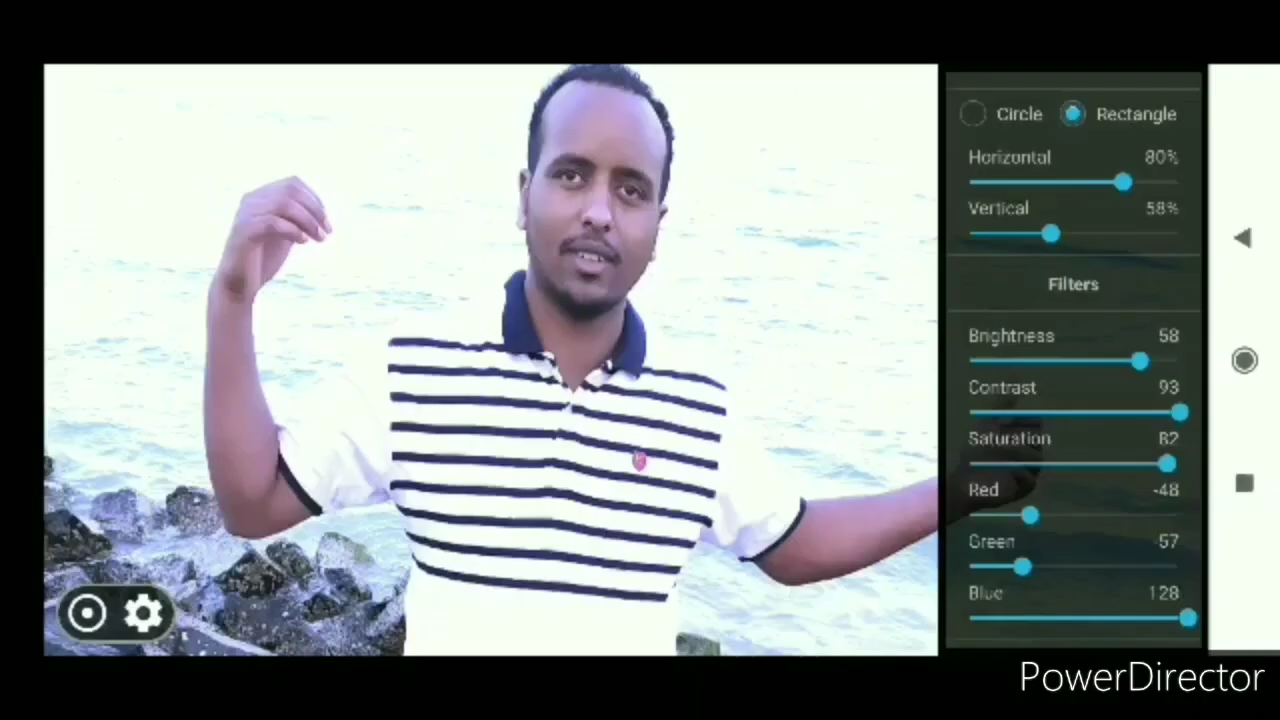 Circle Rectangle
Horizontal 80%
Vertical 58%
Filters
Brightness 58
Contrast 93
Saturation 82
Red -48
Green -57
Blue 128
PowerDirector